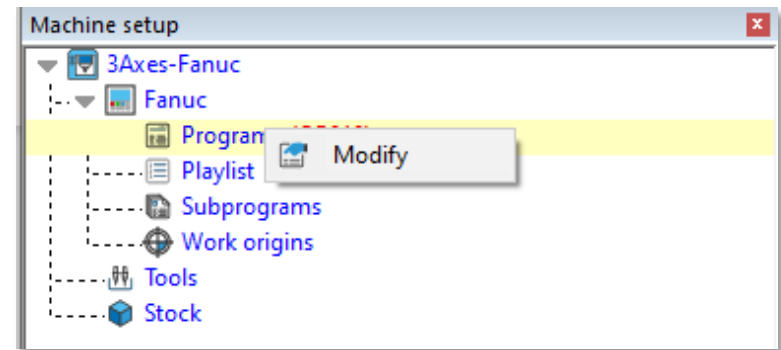 Machine setup
3Axes-Fanuc
Fanuc
Program
Modify
Playlist
Subprograms
Work origins
Tools
Stock